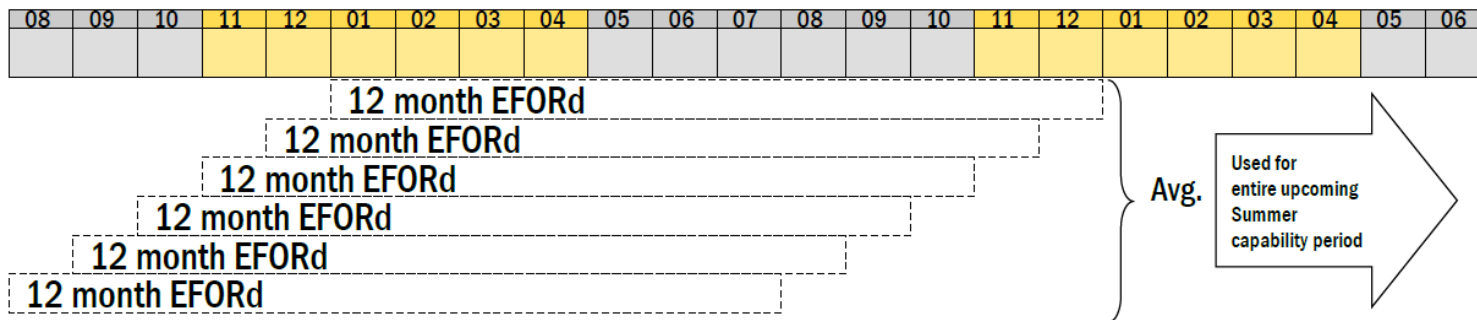 08 09 10 11 12 01 02 03 04 05 06 07 08 09 10 11 12 01 02 03 04 05 06
12 month EFORd
12 month EFORd
12 month EFORd
12 month EFORd
12 month EFORd
12 month EFORd
Avg.
Used for
entire upcoming
Summer
capability period